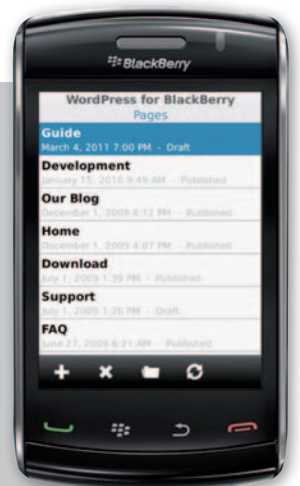 BlackBerry
WordPress for BlackBerry
Pages
Guide
March 4, 2011 7:00 PM - Draft
Development
January 15, 2010 9:49 AM - Published
Our Blog
December 1, 2009 4:12 PM - Published
Home
December 1, 2009 4:07 PM - Published
Download
July 1, 2009 1:39 PM - Published
Support
July 1, 2009 1:26 PM - Draft
FAQ
June 27, 2009 6:21 AM - Published